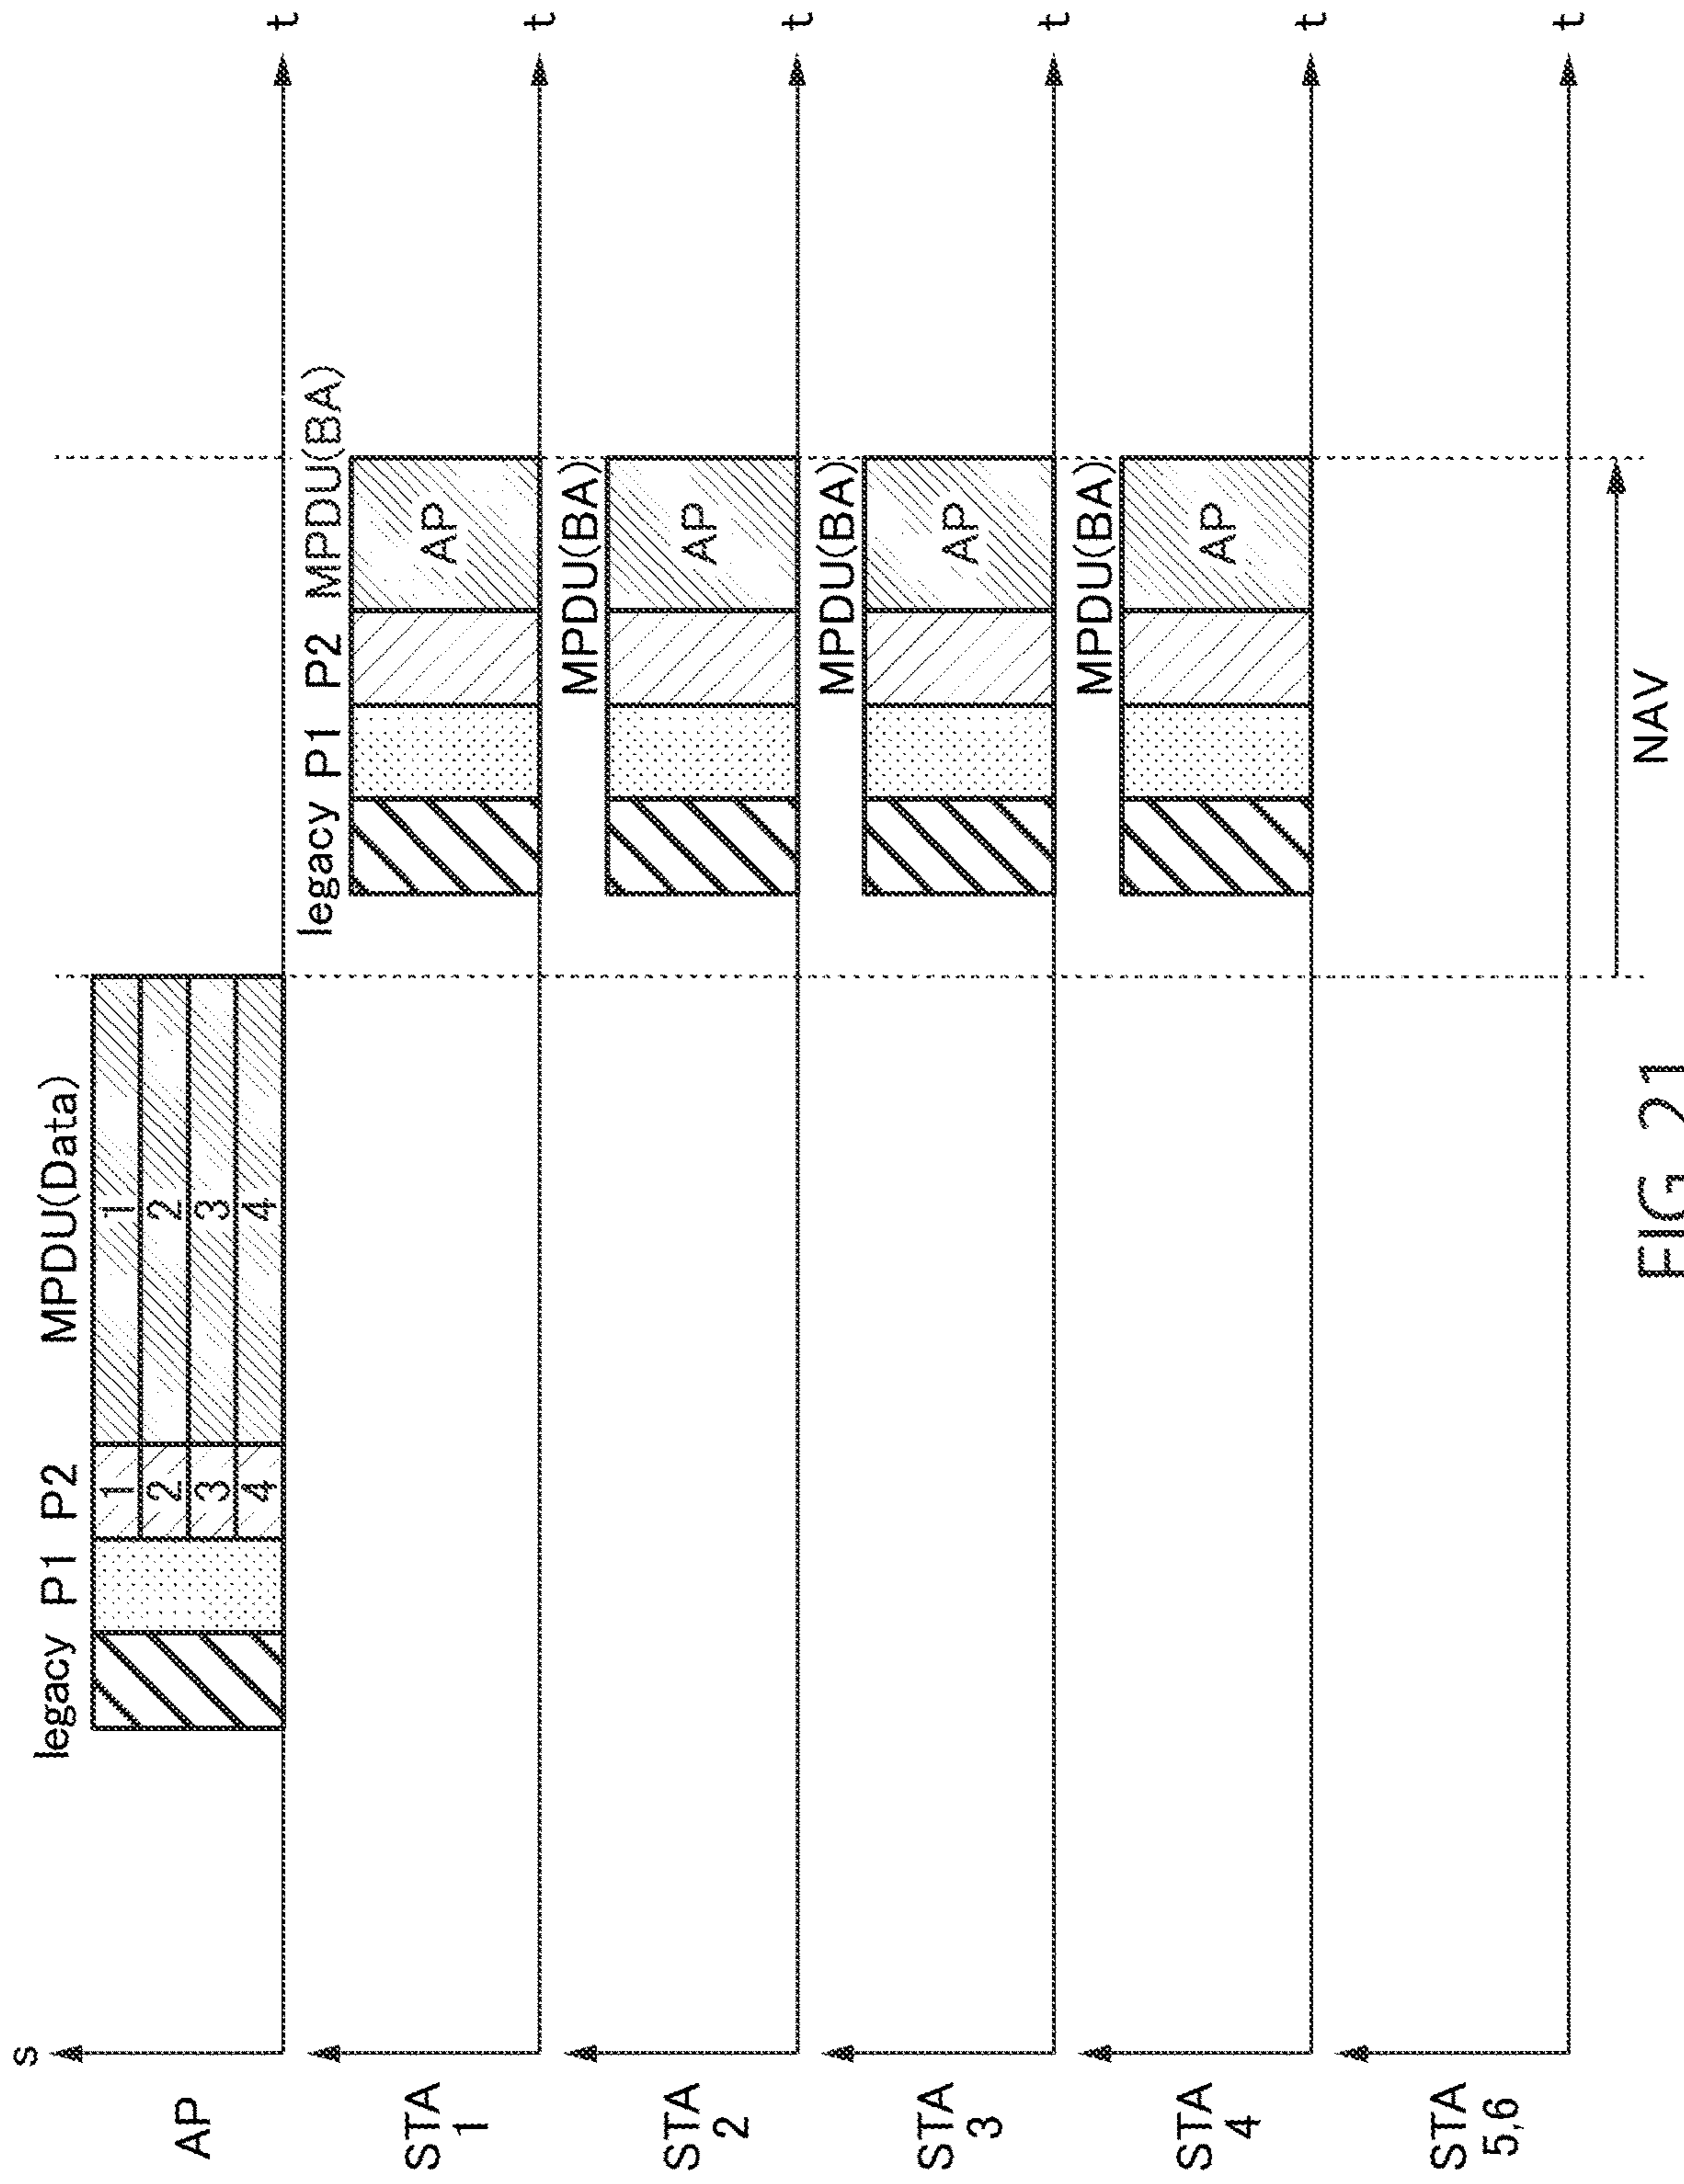 s
legacy P1 P2 MPDU(Data)
1 1
2 2
3 3
4 4
AP
t
legacy P1 P2 MPDU(BA)
AP
STA
1
t
MPDU(BA)
AP
STA
2
t
MPDU(BA)
AP
STA
3
t
MPDU(BA)
AP
STA
4
t
STA
5,6
t
NAV
FIG. 21